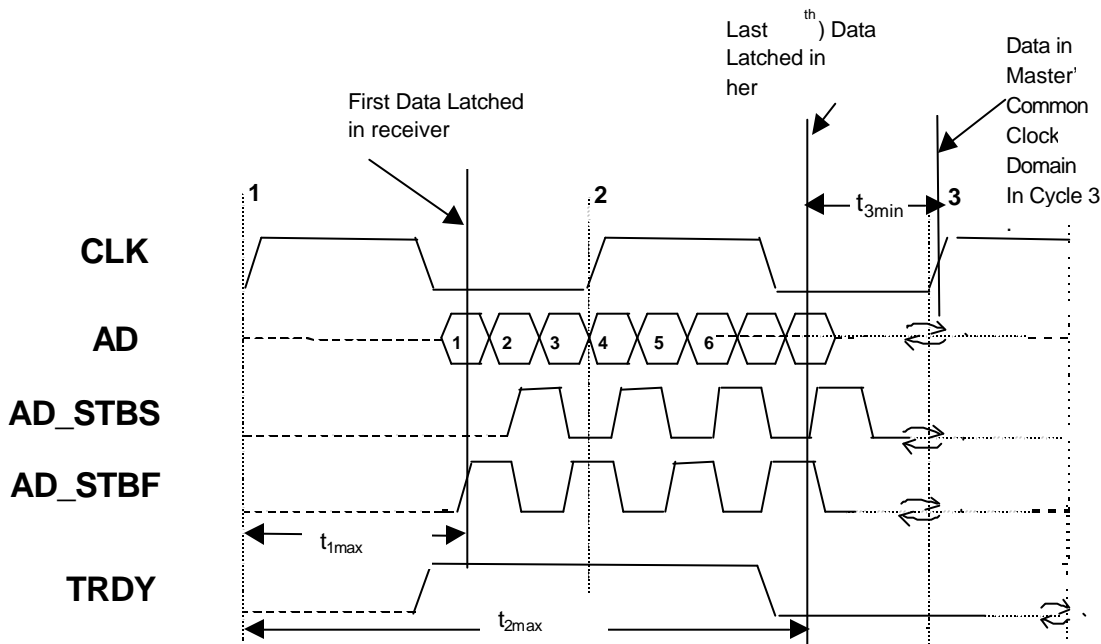 Last th) Data
Latched in
her
Data in
Master'
Common
Clock
Domain
In Cycle 3
.
First Data Latched
in receiver
1
2
3
t3min
CLK
AD
1 2 3 4 5 6
AD_STBS
AD_STBF
t1max
TRDY
t2max